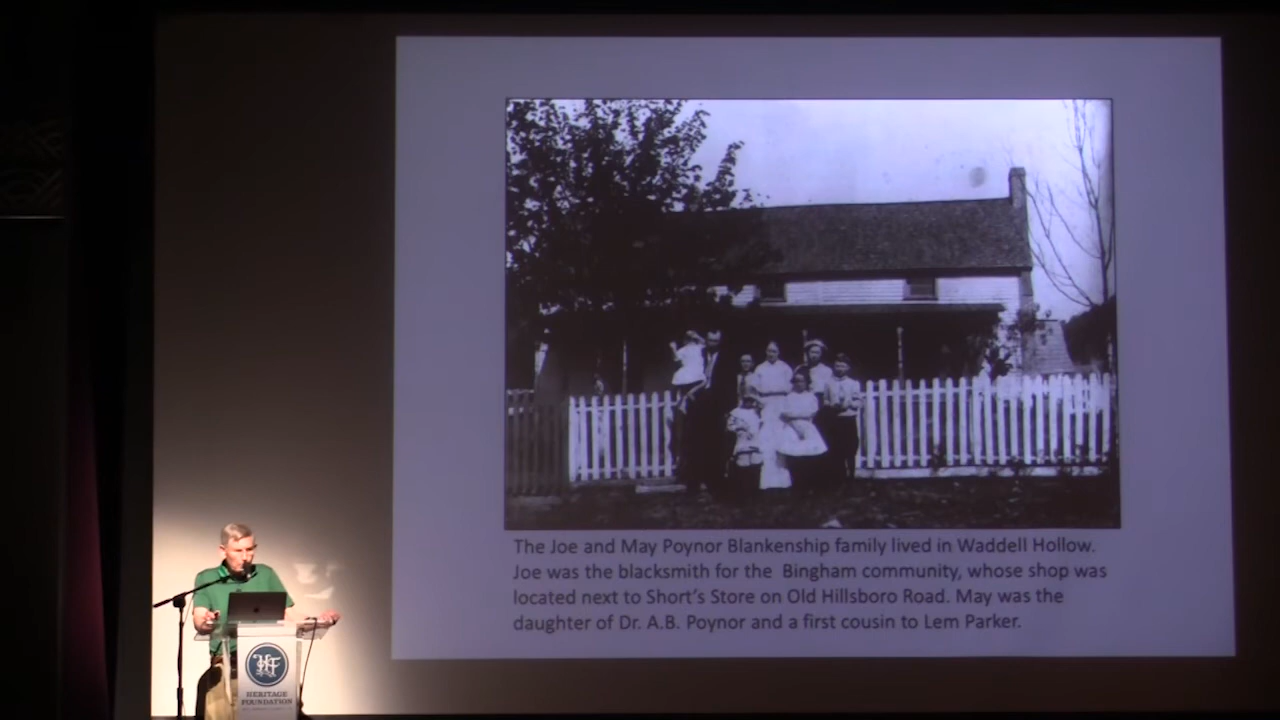 The Joe and May Poynor Blankenship family lived in Waddell Hollow.
Joe was the blacksmith for the Bingham community, whose shop was
located next to Short's Store on Old Hillsboro Road. May was the
daughter of Dr. A.B. Poynor and a first cousin to Lem Parker.
HF
HERITAGE
FOUNDATION